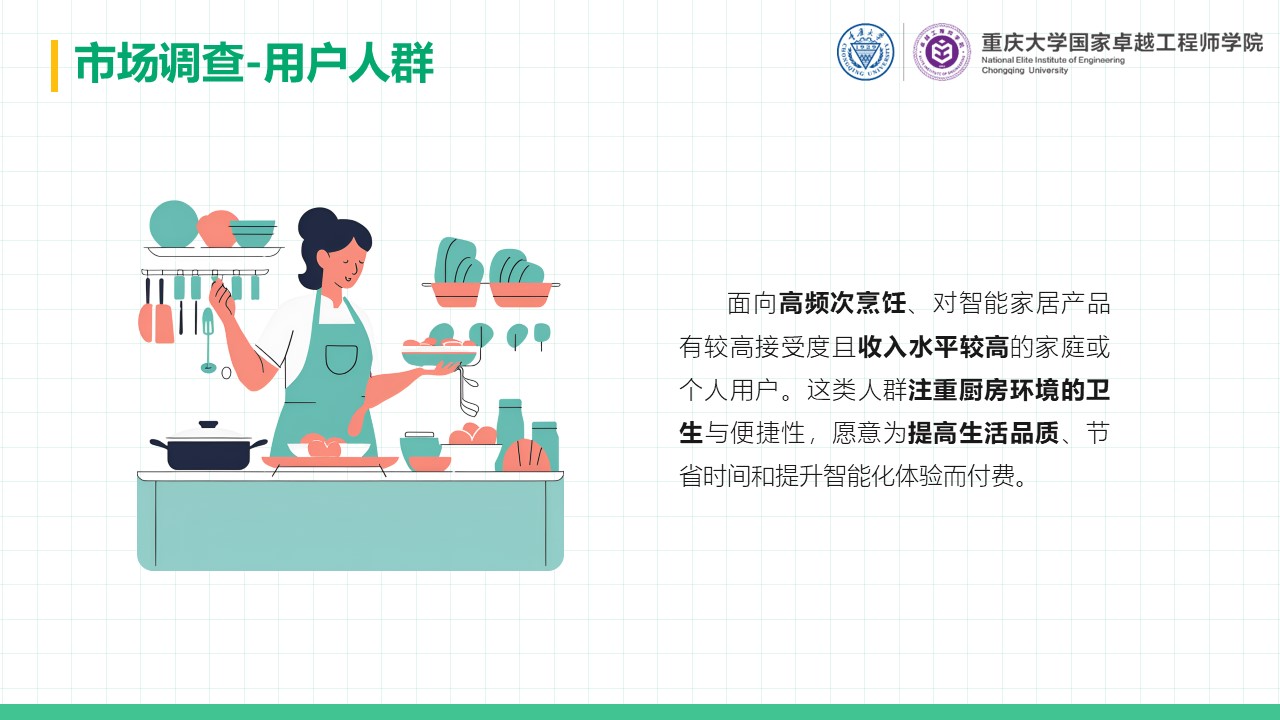 市场调查-用户人群
重庆大学国家卓越工程师学院
National Elite Institute of Engineering
Chongqing University
面向高频次烹饪、对智能家居产品
有较高接受度且收入水平较高的家庭或
个人用户。这类人群注重厨房环境的卫
生与便捷性，愿意为提高生活品质、节
省时间和提升智能化体验而付费。